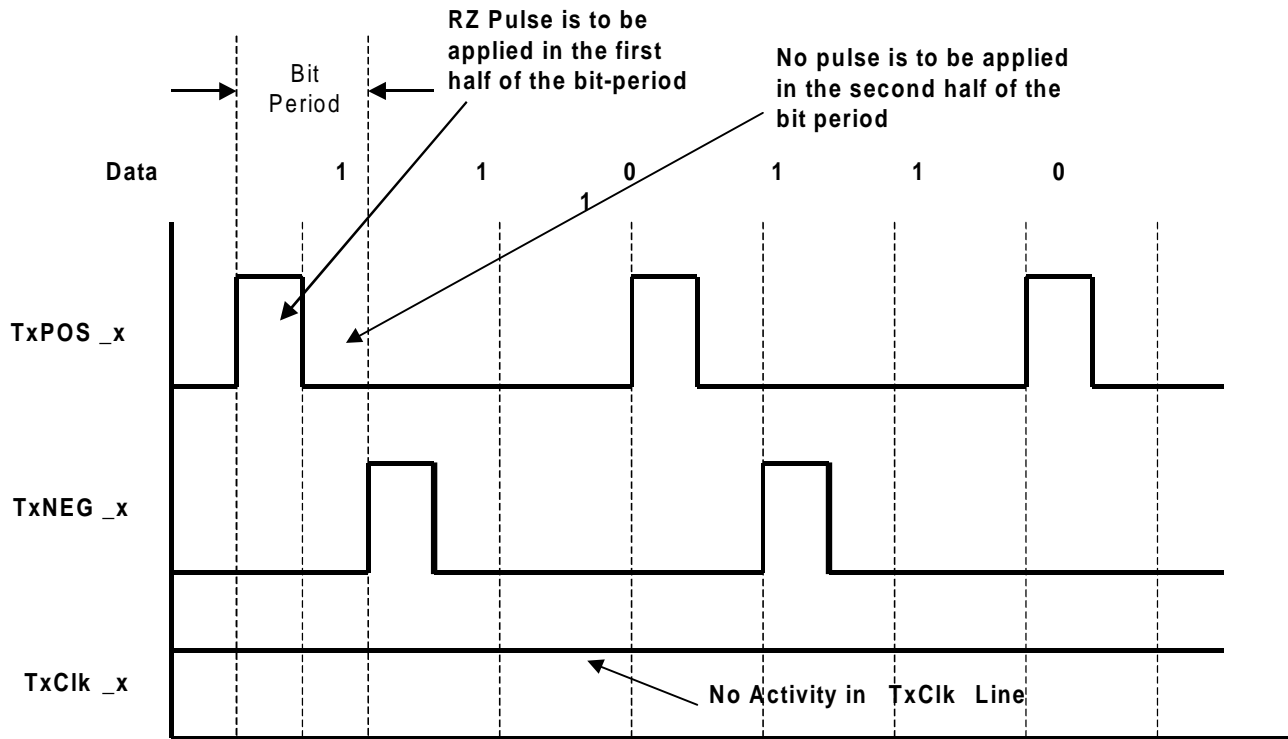 RZ Pulse is to be
applied in the first
half of the bit-period
No pulse is to be applied
in the second half of the
bit period
Bit
Period
Data 1 1 0 1 1 0
1
TxPOS _x
TxNEG _x
TxClk _x
No Activity in TxClk Line